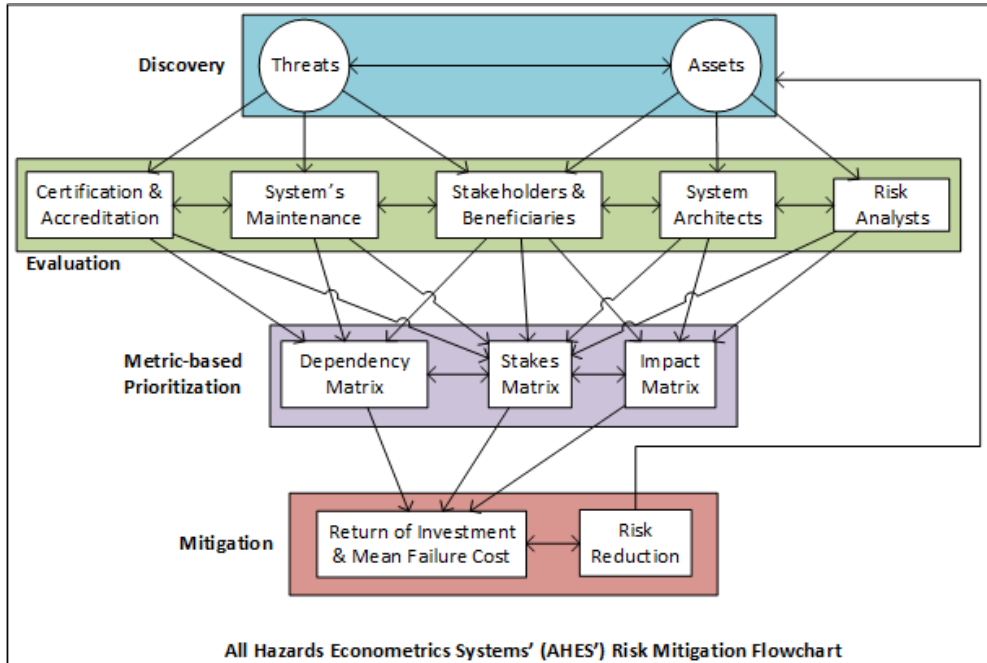 Discovery
Threats
Assets
Certification &
Accreditation
System's
Maintenance
Stakeholders &
Beneficiaries
System
Architects
Risk
Analysts
Evaluation
Metric-based
Prioritization
Dependency
Matrix
Stakes
Matrix
Impact
Matrix
Mitigation
Return of Investment
& Mean Failure Cost
Risk
Reduction
All Hazards Econometrics Systems' (AHES') Risk Mitigation Flowchart